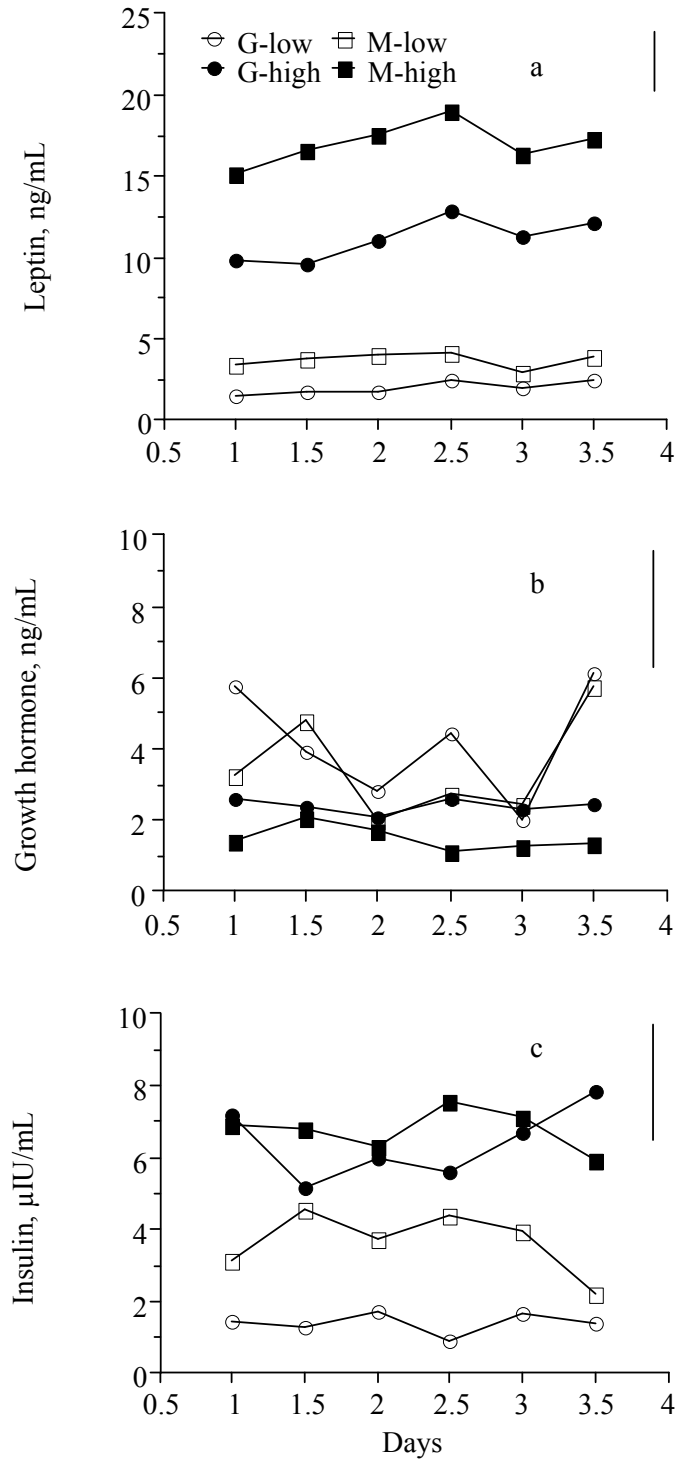 25
G-low M-low
G-high M-high
a
20
15
10
5
0
Leptin, ng/mL
0.5 1 1.5 2 2.5 3 3.5 4
10
b
8
6
4
2
0
Growth hormone, ng/mL
0.5 1 1.5 2 2.5 3 3.5 4
10
c
8
6
4
2
0
Insulin, µIU/mL
0.5 1 1.5 2 2.5 3 3.5 4
Days